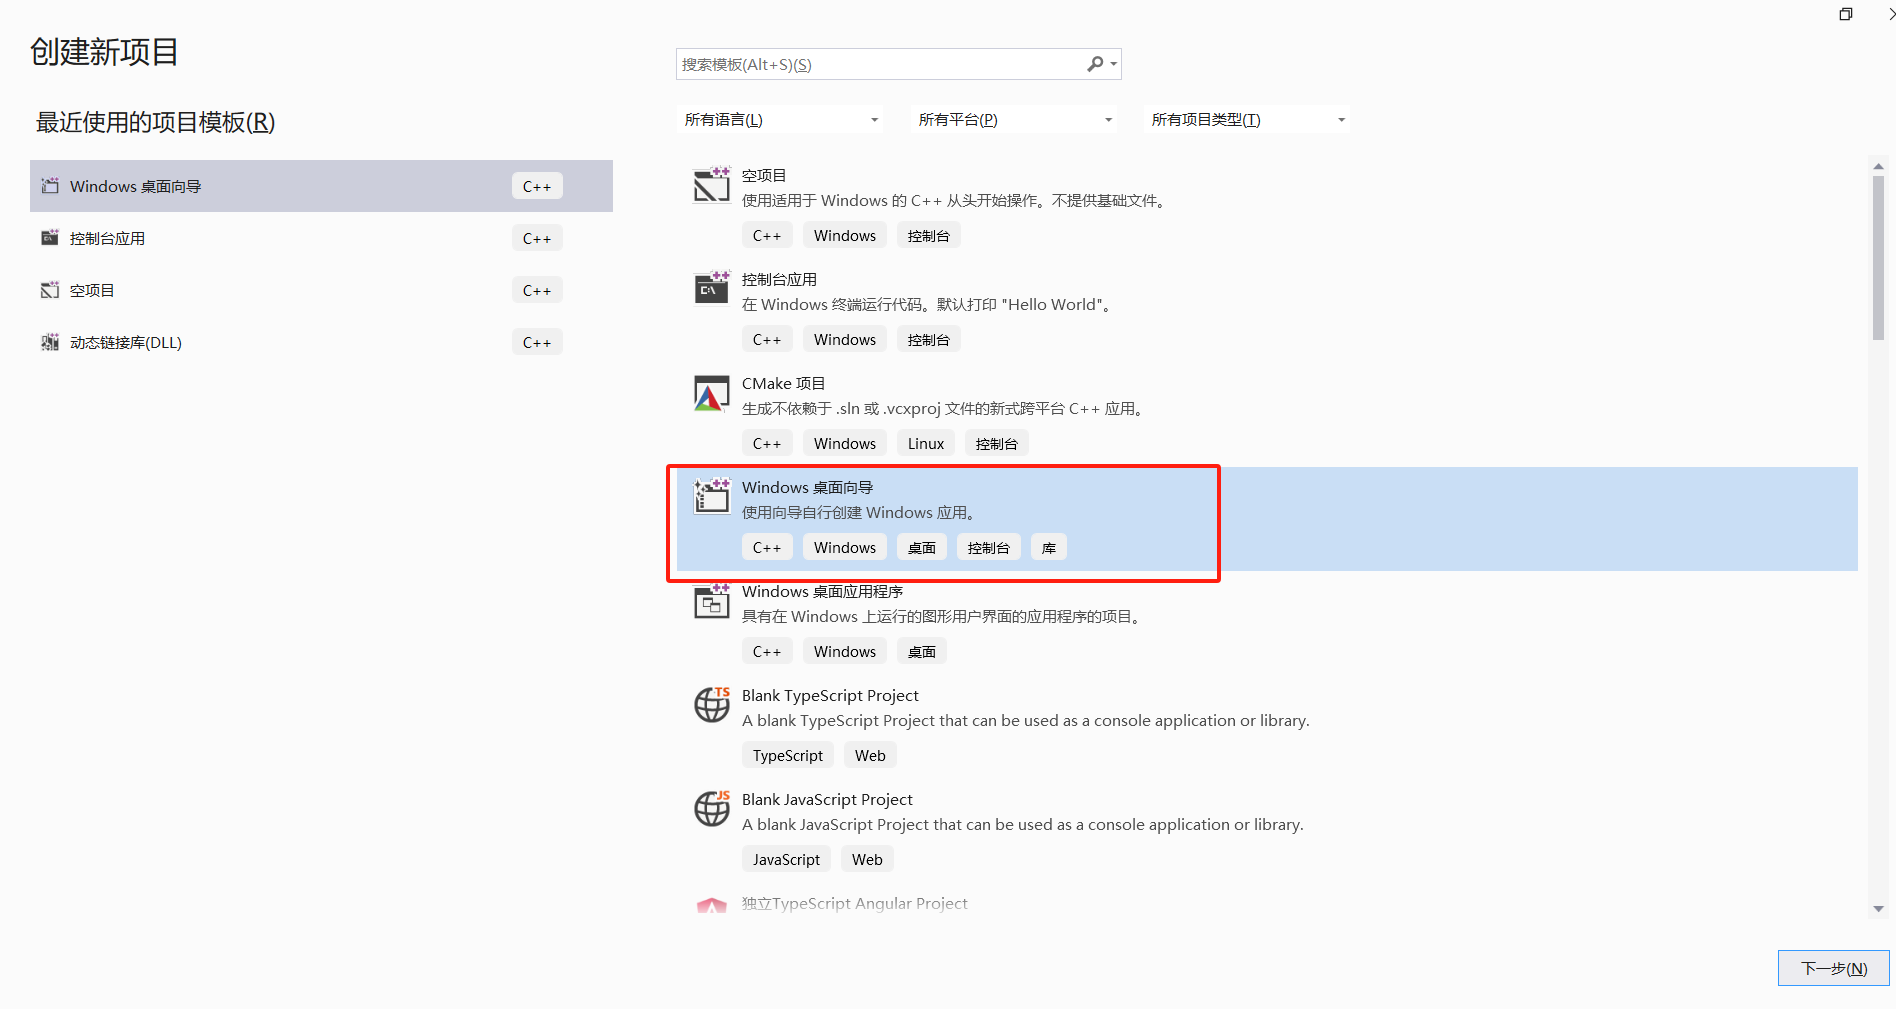 创建新项目
最近使用的项目模板(R)
Windows 桌面向导
C++
控制台应用
C++
空项目
C++
动态链接库(DLL)
C++
搜索模板(Alt+S)(S)
所有语言(L)
所有平台(P)
所有项目类型(T)
空项目
使用适用于 Windows 的 C++ 从头开始操作。不提供基础文件。
C++ Windows 控制台
控制台应用
在 Windows 终端运行代码。默认打印 "Hello World"。
C++ Windows 控制台
CMake 项目
生成不依赖于 .sln 或 .vcxproj 文件的新式跨平台 C++ 应用。
C++ Windows Linux 控制台
Windows 桌面向导
使用向导自行创建 Windows 应用。
C++ Windows 桌面 控制台 库
Windows 桌面应用程序
具有在 Windows 上运行的图形用户界面的应用程序的项目。
C++ Windows 桌面
Blank TypeScript Project
A blank TypeScript Project that can be used as a console application or library.
TypeScript Web
Blank JavaScript Project
A blank JavaScript Project that can be used as a console application or library.
JavaScript Web
独立TypeScript Angular Project
下一步(N)